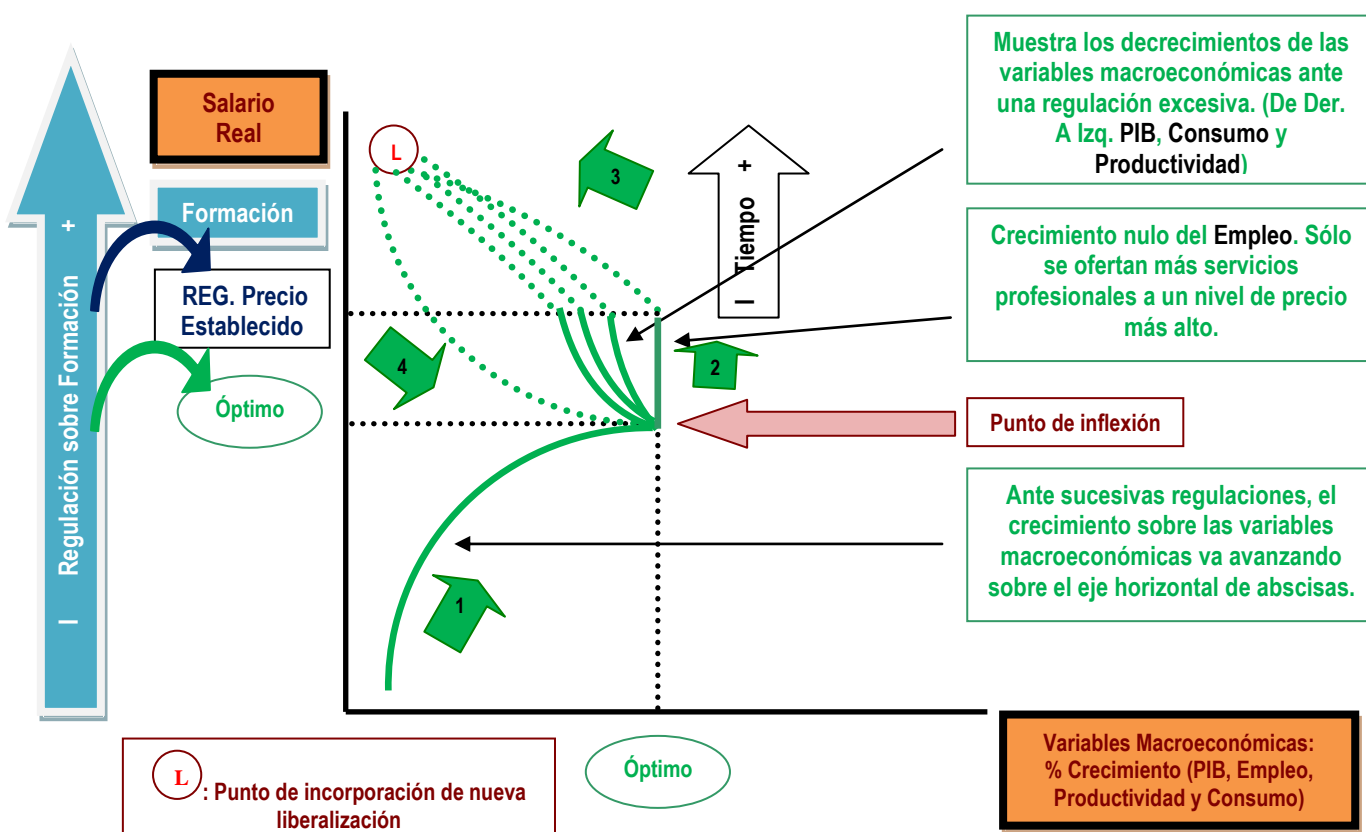 Muestra los decrecimientos de las
variables macroeconómicas ante
una regulación excesiva. (De Der.
A Izq. PIB, Consumo y
Productividad)
Salario
Real
L
3
+
Tiempo
I
+
Regulación sobre Formación
I
Formación
REG. Precio
Establecido
Óptimo
Crecimiento nulo del Empleo. Sólo
se ofertan más servicios
profesionales a un nivel de precio
más alto.
4
2
Punto de inflexión
Ante sucesivas regulaciones, el
crecimiento sobre las variables
macroeconómicas va avanzando
sobre el eje horizontal de abscisas.
1
L : Punto de incorporación de nueva
liberalización
Óptimo
Variables Macroeconómicas:
% Crecimiento (PIB, Empleo,
Productividad y Consumo)